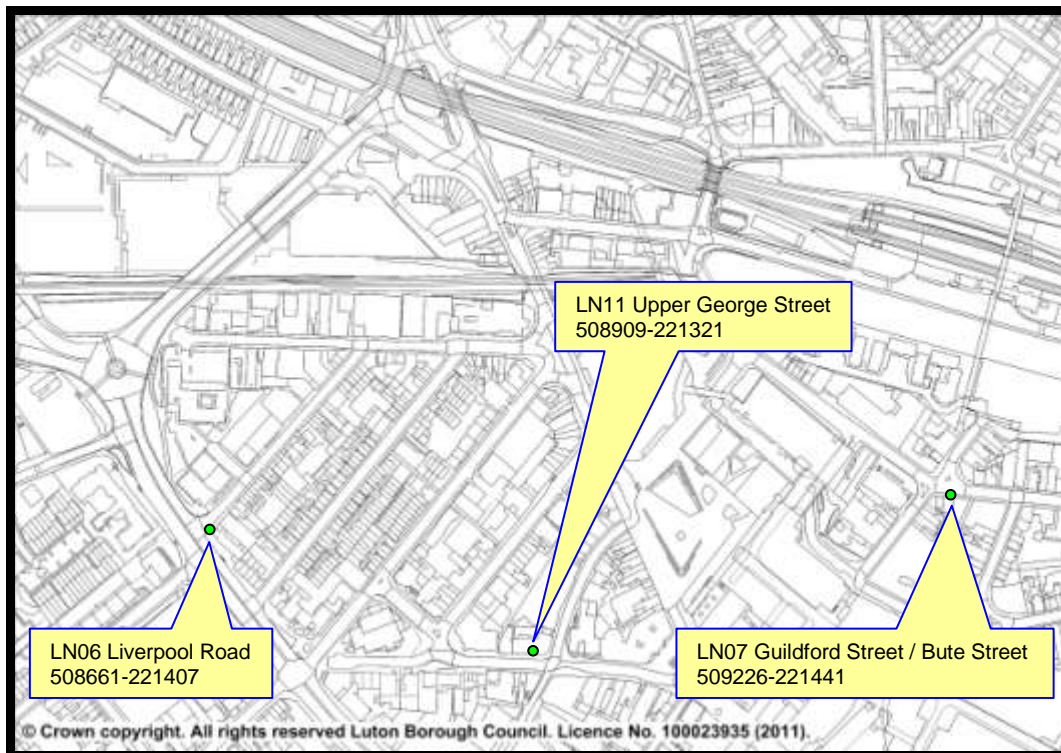 LN11 Upper George Street
508909-221321
LN06 Liverpool Road
508661-221407
LN07 Guildford Street / Bute Street
509226-221441
© Crown copyright. All rights reserved Luton Borough Council. Licence No. 100023935 (2011).